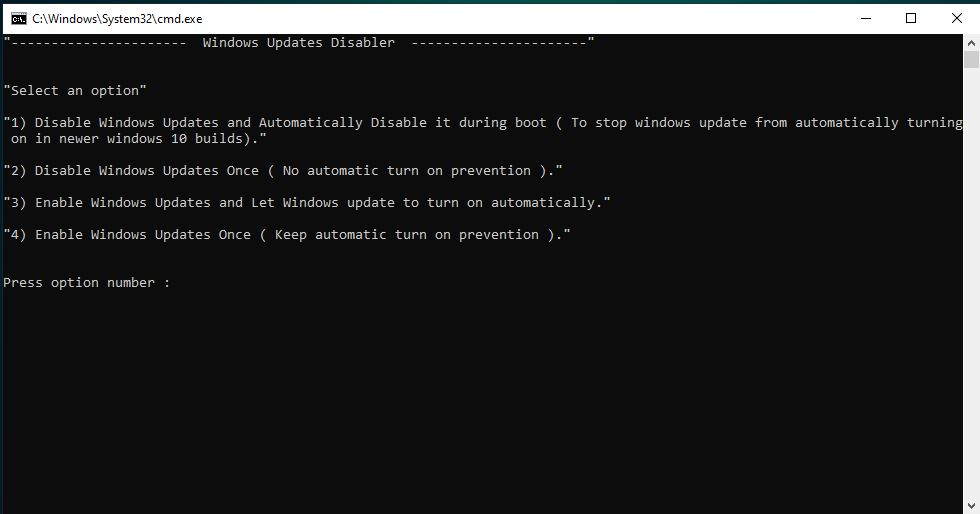 C:\Windows\System32\cmd.exe
"---------------------- Windows Updates Disabler ----------------------"
"Select an option"
"1) Disable Windows Updates and Automatically Disable it during boot ( To stop windows update from automatically turning
on in newer windows 10 builds)."
"2) Disable Windows Updates Once ( No automatic turn on prevention )."
"3) Enable Windows Updates and Let Windows update to turn on automatically."
"4) Enable Windows Updates Once ( Keep automatic turn on prevention )."
Press option number :